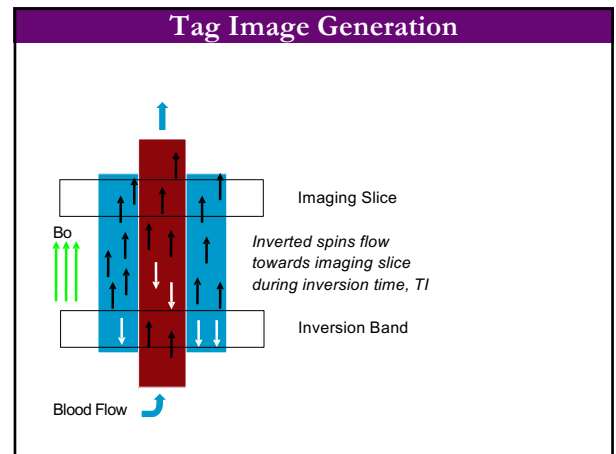 Tag Image Generation
Imaging Slice
Bo
Inverted spins flow
towards imaging slice
during inversion time, TI
Inversion Band
Blood Flow